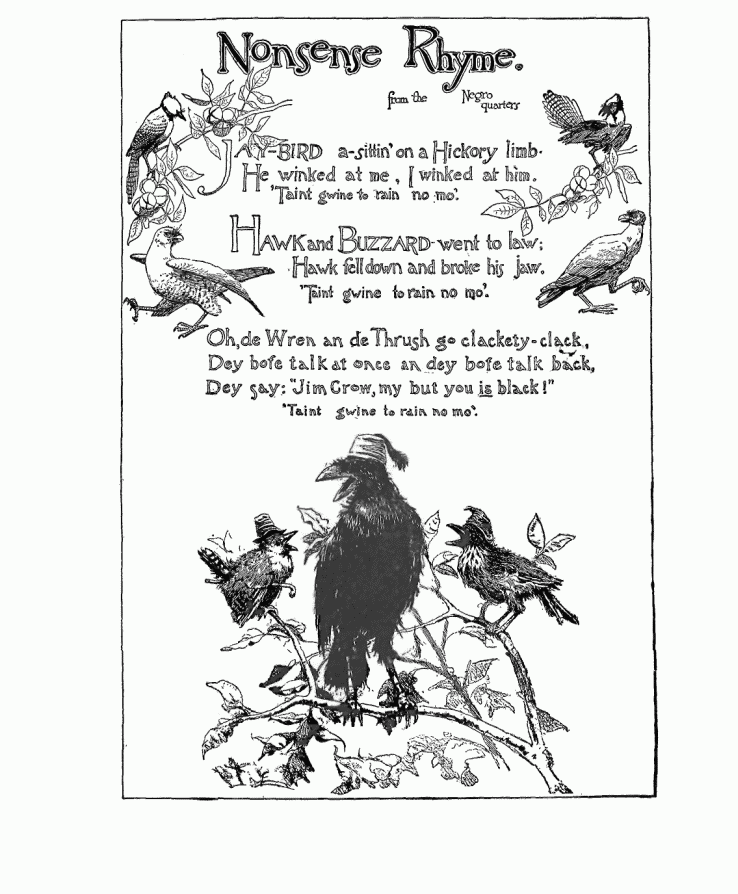 Nonsense Rhyme.
from the Negro
quarters
JAY-BIRD a-sittin' on a Hickory limb.
He winked at me, I winked at him.
'Taint gwine to rain no mo'.
HAWK and BUZZARD went to law:
Hawk fell down and broke his jaw.
'Taint gwine to rain no mo'.
Oh, de Wren an de Thrush go clackety-clack,
Dey bofe talk at once an dey bofe talk back,
Dey say: "Jim Crow, my but you is black!"
'Taint gwine to rain no mo'.